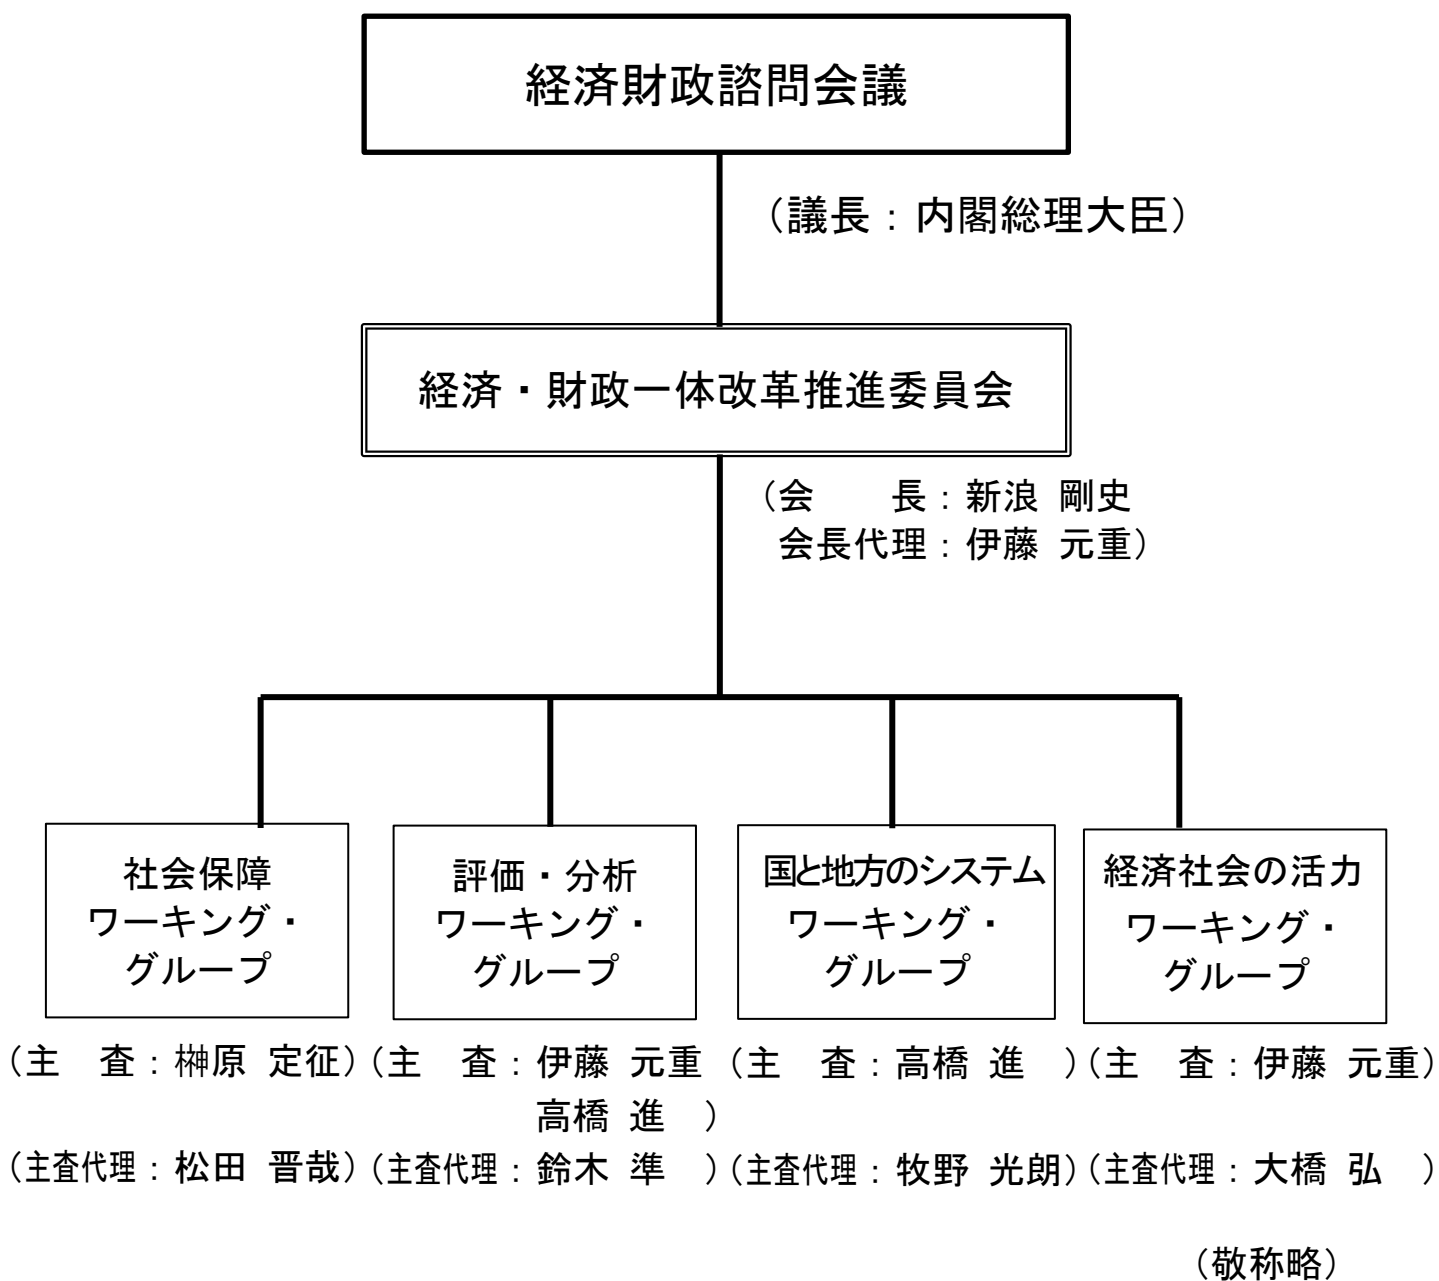 経済財政諮問会議
（議長：内閣総理大臣）
経済・財政一体改革推進委員会
（会　　長：新浪 剛史
会長代理：伊藤 元重）
社会保障
ワーキング・
グループ
（主　査：榊原 定征）
（主査代理：松田 晋哉）
評価・分析
ワーキング・
グループ
（主　査：伊藤 元重
高橋 進　）
（主査代理：鈴木 準　）
国と地方のシステム
ワーキング・
グループ
（主　査：高橋 進　）
（主査代理：牧野 光朗）
経済社会の活力
ワーキング・
グループ
（主　査：伊藤 元重）
（主査代理：大橋 弘　）
（敬称略）